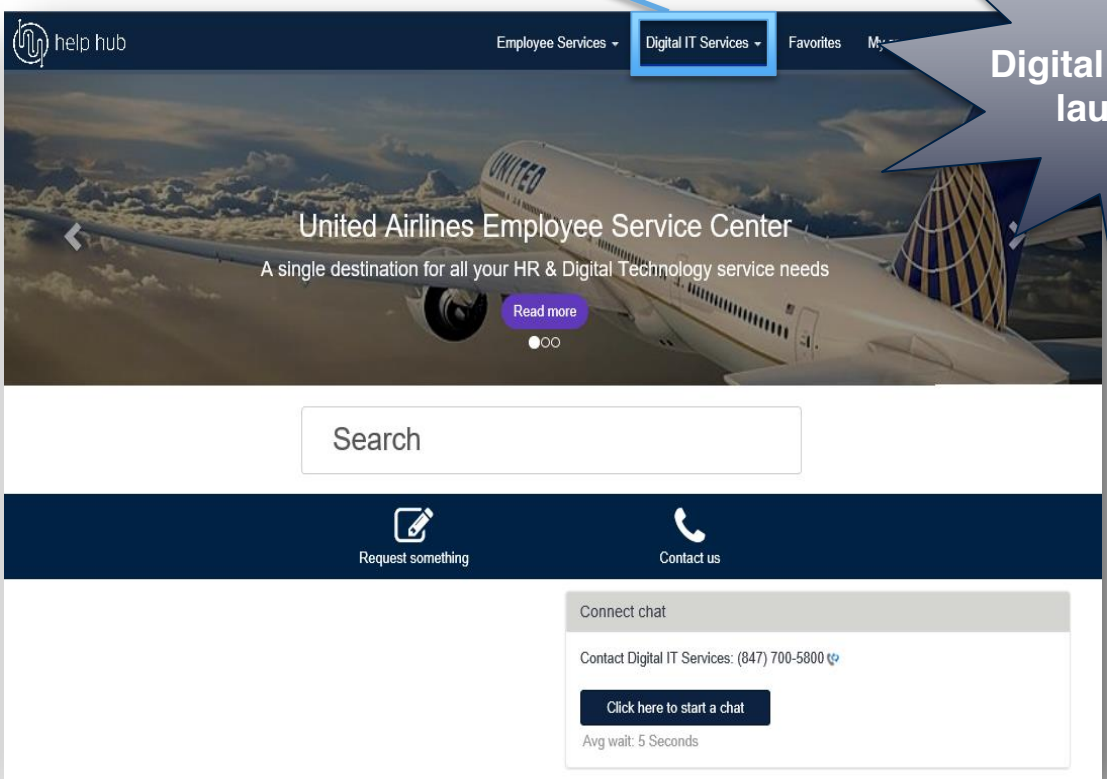 help hub
Employee Services
Digital IT Services
Favorites
Digital
UNITED
United Airlines Employee Service Center
A single destination for all your HR & Digital Technology service needs
Read more
Search
Request something
Contact us
Connect chat
Contact Digital IT Services: (847) 700-5800
Click here to start a chat
Avg wait: 5 Seconds